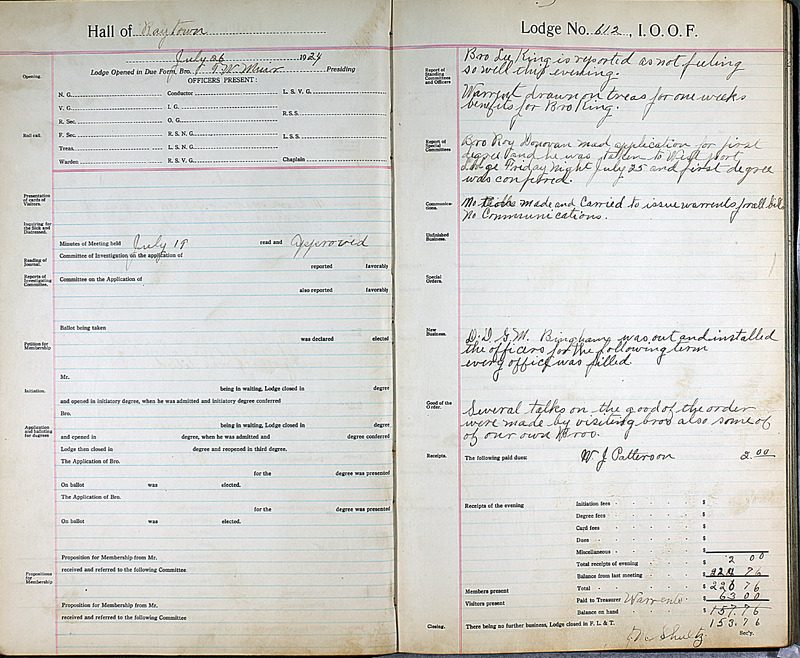 Hall of Raytown
July 26 1924
Lodge Opened in Due Form, Bro. Presiding
OFFICERS PRESENT:
Opening.
N. G. Conductor L. S. V. G.
V. G. I. G.
R.S.S.
R. Sec. O. G.
Roll call.
F. Sec. R. S. N. G. L.S.S.
Treas. L. S. N. G.
Warden R. S. V. G. Chaplain
Presentation of cards of Visitors.
Inquiring for the Sick and Distressed.
Minutes of Meeting held July 19 read and Approved
Reading of Journal.
Committee of Investigation on the application of
reported favorably
Reports of Investigating Committee.
Committee on the Application of
also reported favorably
Ballot being taken
was declared elected
Petition for Membership
Mr.
Initiation.
being in waiting, Lodge closed in degree
and opened in initiatory degree, when he was admitted and initiatory degree conferred
Bro.
Application and balloting for degrees
being in waiting, Lodge closed in degree
and opened in degree, when he was admitted and degree conferred
Lodge then closed in degree and reopened in third degree.
The Application of Bro.
for the degree was presented
On ballot was elected.
The Application of Bro.
for the degree was presented
On ballot was elected.
Proposition for Membership from Mr.
Propositions for Membership
received and referred to the following Committee
Proposition for Membership from Mr.
received and referred to the following Committee
Lodge No. 612, I. O. O. F.
Report of Standing Committees and Officers
Bro Lee King is reported as not feeling
so well this evening.
Warrent drawn on treas for one weeks
benefits for Bro King.
Report of Special Committees
Bro Roy Donovan mad application for first
degree and he was taken to West port
Lodge Friday night July 25 and first degree
was confered.
Communications.
made and Carried to issue warrents for all bills
No Communications.
Unfinished Business.
Special Orders.
New Business.
D.D. G.M. Bingham was out and installed
the officers for the following term
every office was filled.
Good of the Order.
Several talks on the good of the order
were made by visiting bros also some of
of our own Bros.
Receipts. The following paid dues: W J Patterson 2.00
Receipts of the evening Initiation fees $
Degree fees $
Card fees $
Dues $
Miscellaneous $
Total receipts of evening $ 2 00
Balance from last meeting $ 76
Members present Total $ 76
Visitors present Paid to Treasurer Warrents $ 63 00
Balance on hand $ 157.76
Closing. There being no further business, Lodge closed in F. L. & T. 153.76
Shultz Sec'y.